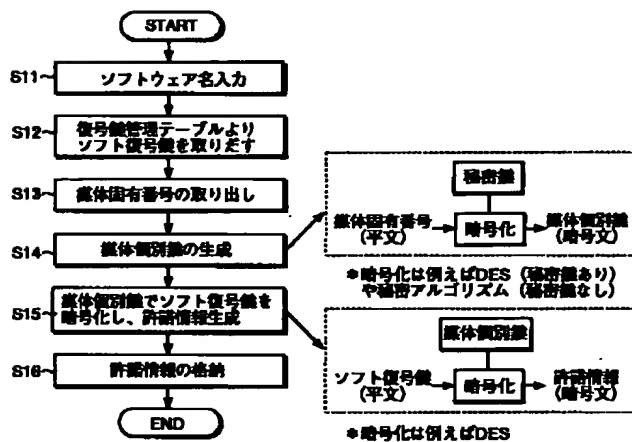 START
S11
ソフトウェア名入力
S12
復号鍵管理テーブルより
ソフト復号鍵を取りだす
S13
媒体固有番号の取り出し
S14
媒体個別鍵の生成
S15
媒体個別鍵でソフト復号鍵を
暗号化し、許諾情報生成
S16
許諾情報の格納
END
秘密鍵
媒体固有番号
(平文)
暗号化
媒体個別鍵
(暗号文)
*暗号化は例えばDES(秘密鍵あり)
や秘密アルゴリズム(秘密鍵なし)
媒体個別鍵
ソフト復号鍵
(平文)
暗号化
許諾情報
(暗号文)
*暗号化は例えばDES